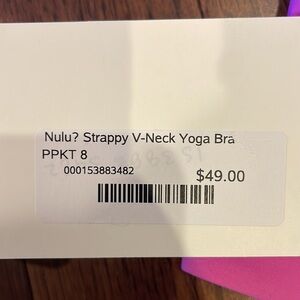 Nulu? Strappy V-Neck Yoga Bra
PPKT 8
000153883482
$49.00